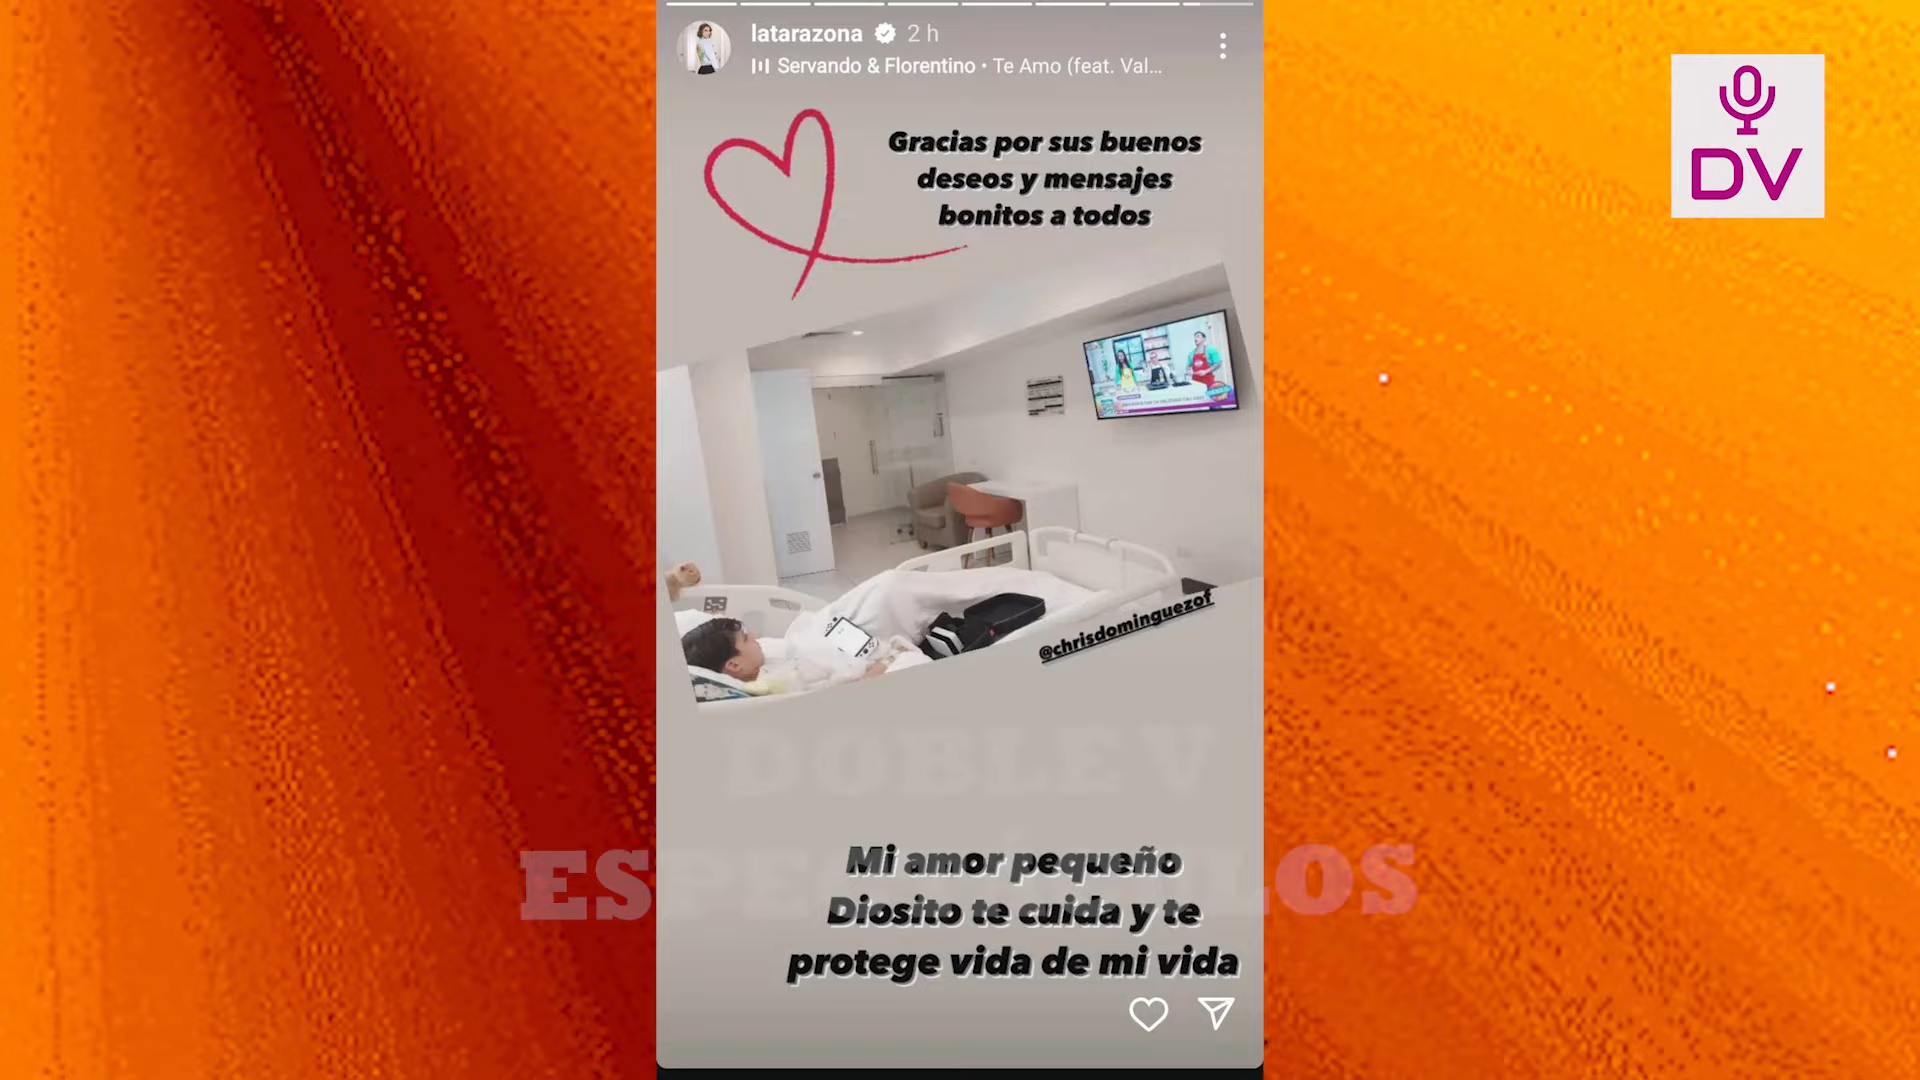 latarazona 2 h
Servando & Florentino • Te Amo (feat. Val...
DV
Gracias por sus buenos
deseos y mensajes
bonitos a todos
@chrisdominguezof
DOBLE V
ESPECTÁCULOS
Mi amor pequeño
Diosito te cuida y te
protege vida de mi vida